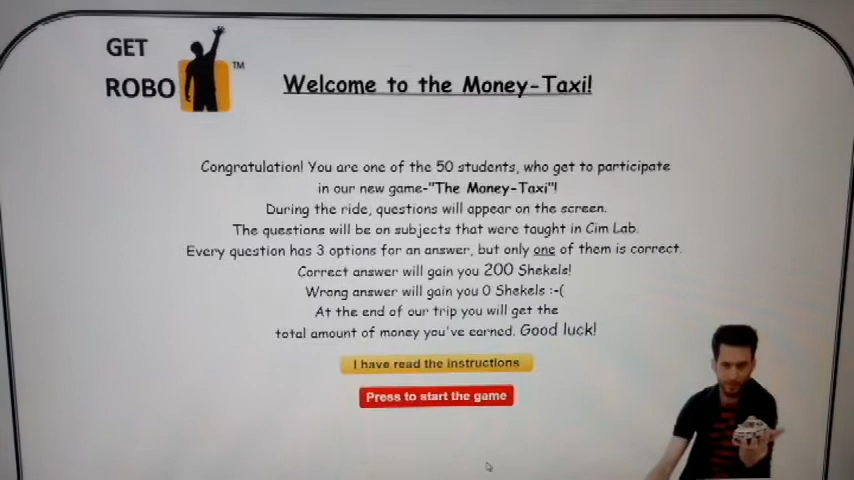 GET
ROBO
TM
Welcome to the Money-Taxi!
Congratulation! You are one of the 50 students, who get to participate
in our new game-"The Money-Taxi"!
During the ride, questions will appear on the screen.
The questions will be on subjects that were taught in Cim Lab.
Every question has 3 options for an answer, but only one of them is correct.
Correct answer will gain you 200 Shekels!
Wrong answer will gain you 0 Shekels :-(
At the end of our trip you will get the
total amount of money you've earned. Good luck!
I have read the instructions
Press to start the game